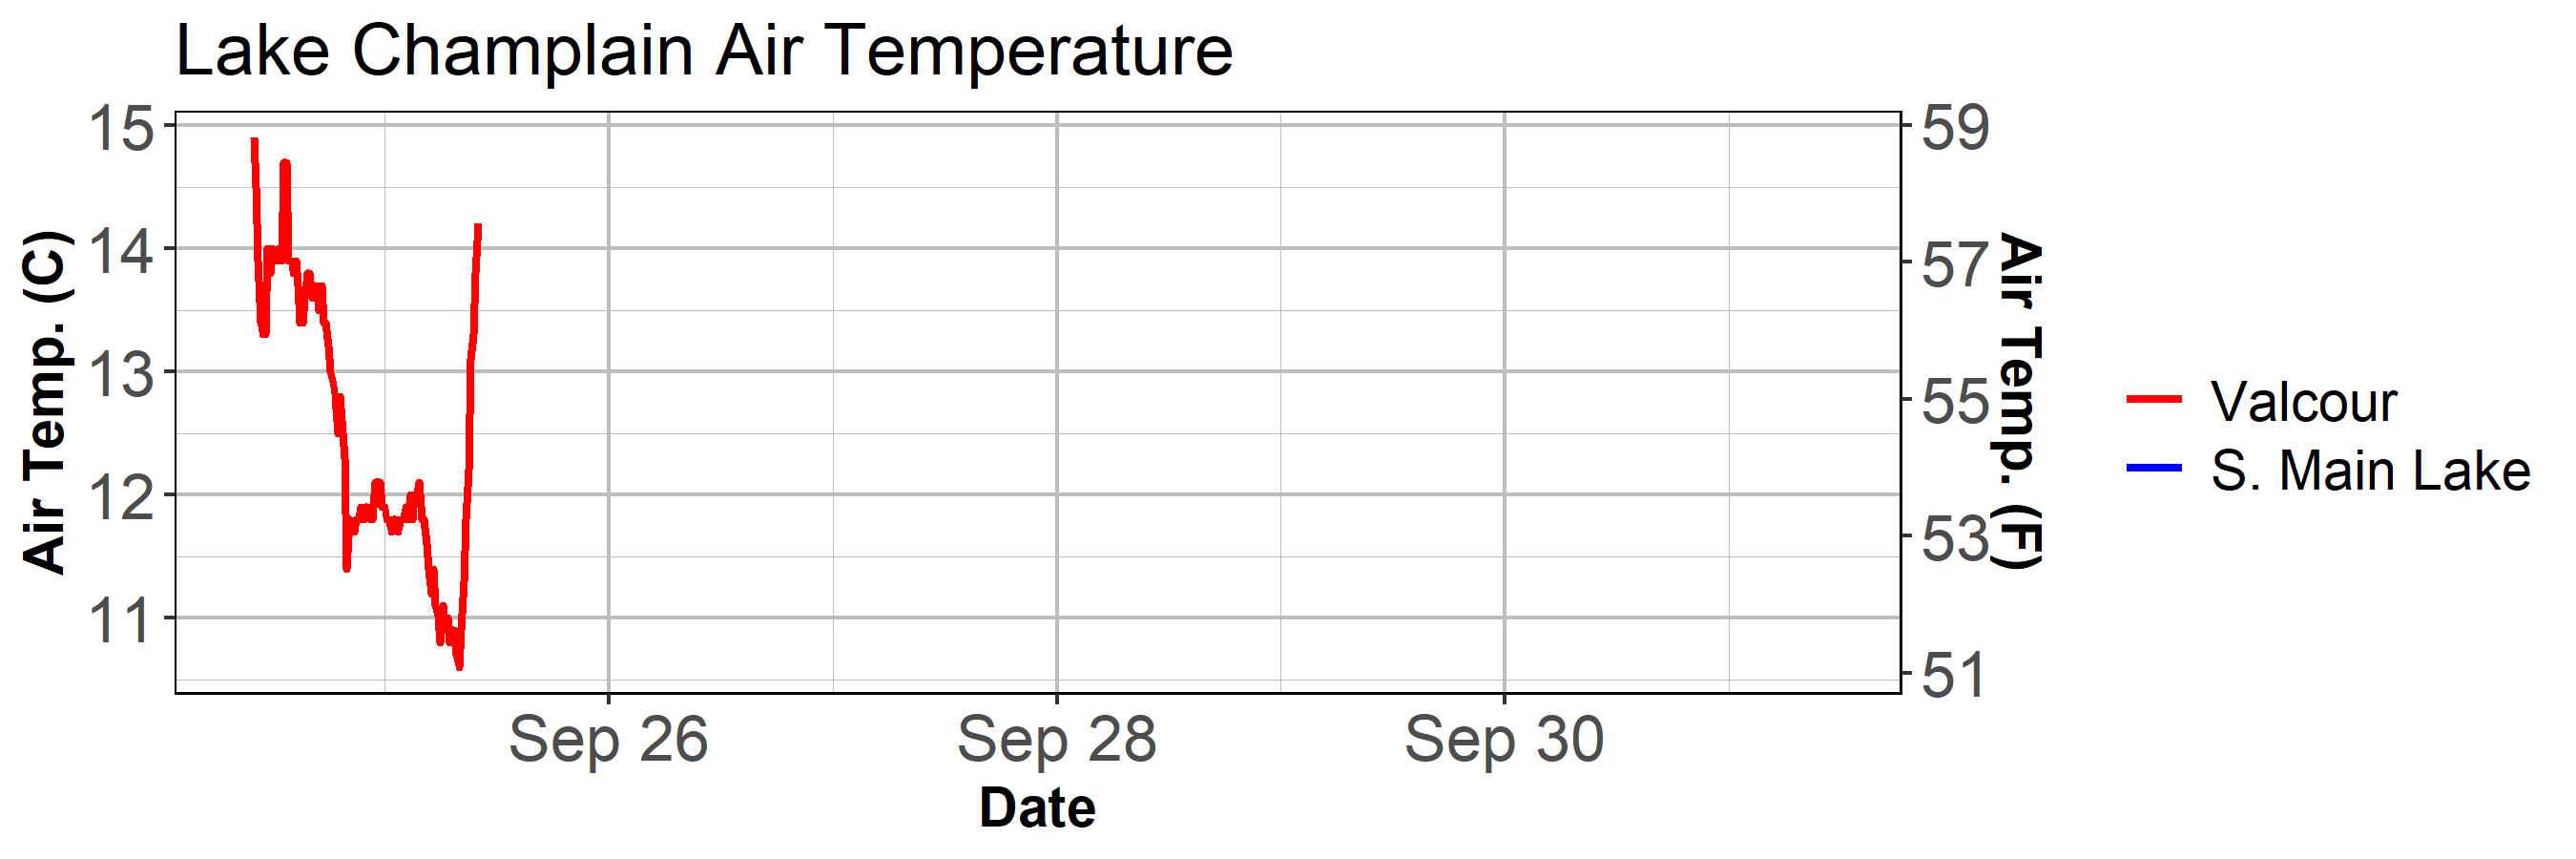 Lake Champlain Air Temperature
15
14
13
12
11
Air Temp. (C)
59
57
55
53
51
Air Temp. (F)
Sep 26
Sep 28
Sep 30
Date
Valcour
S. Main Lake